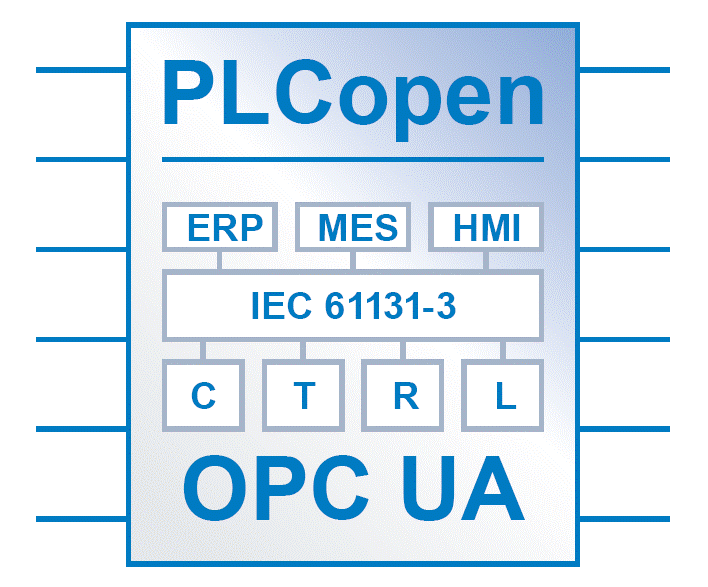 PLCopen
ERP MES HMI
IEC 61131-3
C T R L
OPC UA